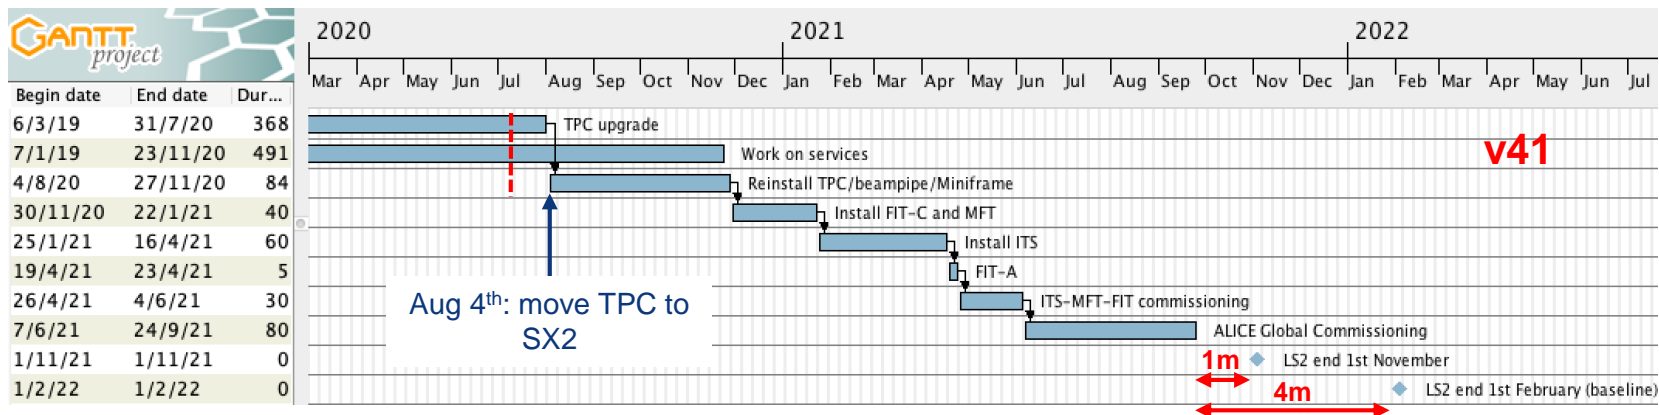 GANTT
project
2020 2021 2022
Mar Apr May Jun Jul Aug Sep Oct Nov Dec Jan Feb Mar Apr May Jun Jul Aug Sep Oct Nov Dec Jan Feb Mar Apr May Jun Jul
Begin date End date Dur...
6/3/19 31/7/20 368 TPC upgrade
7/1/19 23/11/20 491 Work on services
v41
4/8/20 27/11/20 84 Reinstall TPC/beampipe/Miniframe
30/11/20 22/1/21 40 Install FIT-C and MFT
25/1/21 16/4/21 60 Install ITS
19/4/21 23/4/21 5 FIT-A
26/4/21 4/6/21 30 ITS-MFT-FIT commissioning
Aug 4th: move TPC to
SX2
7/6/21 24/9/21 80 ALICE Global Commissioning
1/11/21 1/11/21 0 1m LS2 end 1st November
1/2/22 1/2/22 0 4m LS2 end 1st February (baseline)